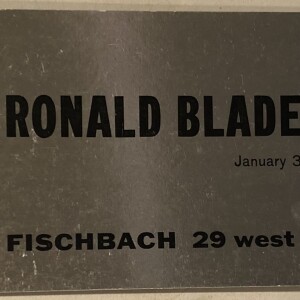 RONALD BLADE
January 3
FISCHBACH 29 west